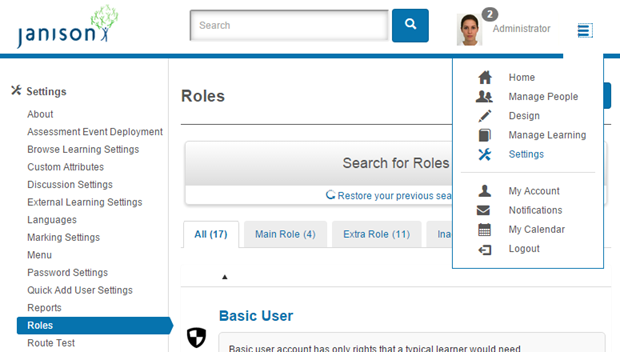 janison
Search
2
Administrator
Home
Manage People
Design
Manage Learning
Settings
My Account
Notifications
My Calendar
Logout
Settings
About
Assessment Event Deployment
Browse Learning Settings
Custom Attributes
Discussion Settings
External Learning Settings
Languages
Marking Settings
Menu
Password Settings
Quick Add User Settings
Reports
Roles
Route Test
Roles
Search for Roles
Restore your previous sea
All (17)
Main Role (4)
Extra Role (11)
Ina
Basic User
Basic user account has only rights that a typical learner would need